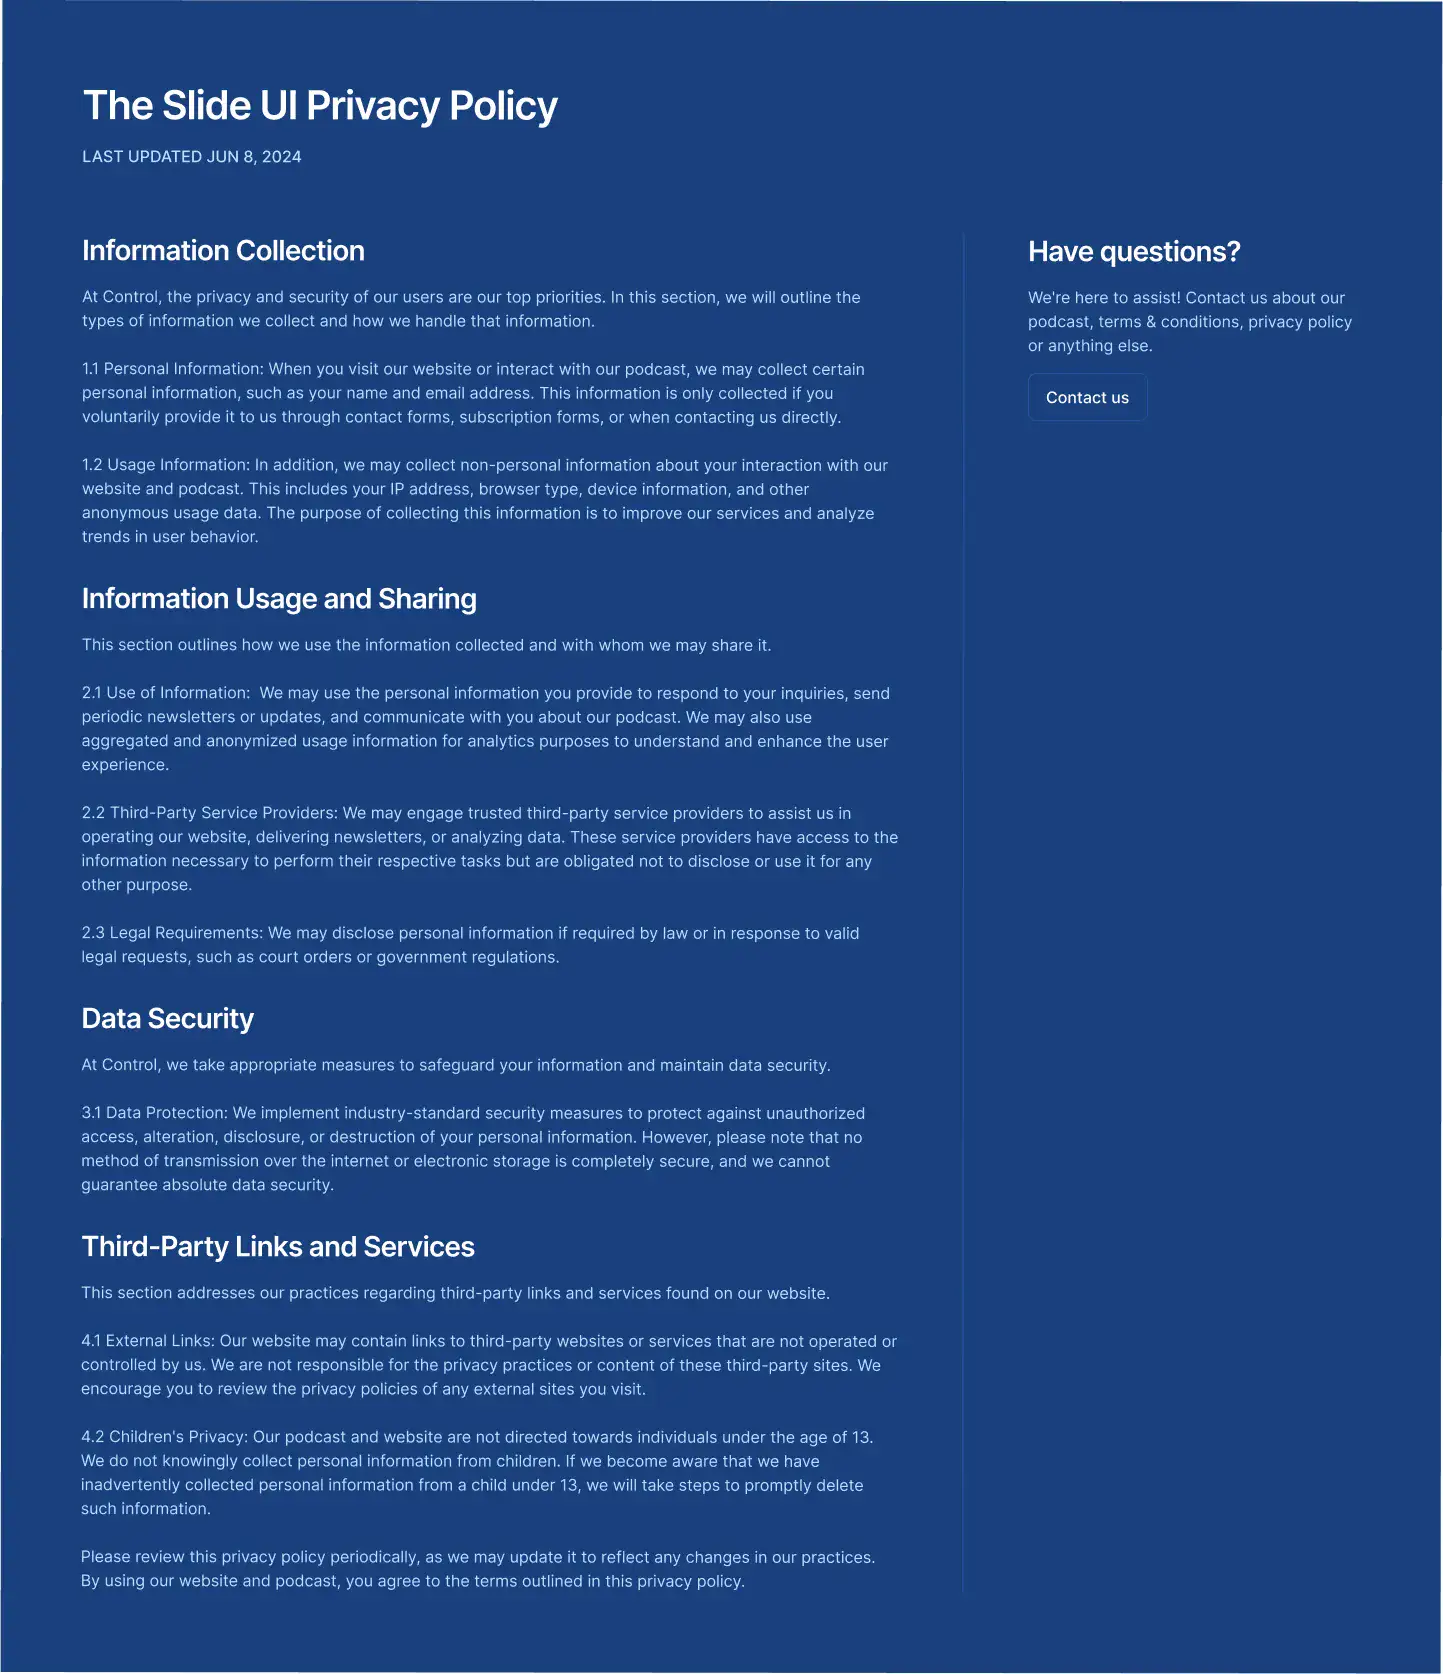 The Slide UI Privacy Policy
LAST UPDATED JUN 8, 2024
Information Collection
At Control, the privacy and security of our users are our top priorities. In this section, we will outline the
types of information we collect and how we handle that information.
1.1 Personal Information: When you visit our website or interact with our podcast, we may collect certain
personal information, such as your name and email address. This information is only collected if you
voluntarily provide it to us through contact forms, subscription forms, or when contacting us directly.
1.2 Usage Information: In addition, we may collect non-personal information about your interaction with our
website and podcast. This includes your IP address, browser type, device information, and other
anonymous usage data. The purpose of collecting this information is to improve our services and analyze
trends in user behavior.
Information Usage and Sharing
This section outlines how we use the information collected and with whom we may share it.
2.1 Use of Information:  We may use the personal information you provide to respond to your inquiries, send
periodic newsletters or updates, and communicate with you about our podcast. We may also use
aggregated and anonymized usage information for analytics purposes to understand and enhance the user
experience.
2.2 Third-Party Service Providers: We may engage trusted third-party service providers to assist us in
operating our website, delivering newsletters, or analyzing data. These service providers have access to the
information necessary to perform their respective tasks but are obligated not to disclose or use it for any
other purpose.
2.3 Legal Requirements: We may disclose personal information if required by law or in response to valid
legal requests, such as court orders or government regulations.
Data Security
At Control, we take appropriate measures to safeguard your information and maintain data security.
3.1 Data Protection: We implement industry-standard security measures to protect against unauthorized
access, alteration, disclosure, or destruction of your personal information. However, please note that no
method of transmission over the internet or electronic storage is completely secure, and we cannot
guarantee absolute data security.
Third-Party Links and Services
This section addresses our practices regarding third-party links and services found on our website.
4.1 External Links: Our website may contain links to third-party websites or services that are not operated or
controlled by us. We are not responsible for the privacy practices or content of these third-party sites. We
encourage you to review the privacy policies of any external sites you visit.
4.2 Children's Privacy: Our podcast and website are not directed towards individuals under the age of 13.
We do not knowingly collect personal information from children. If we become aware that we have
inadvertently collected personal information from a child under 13, we will take steps to promptly delete
such information.
Please review this privacy policy periodically, as we may update it to reflect any changes in our practices.
By using our website and podcast, you agree to the terms outlined in this privacy policy.
Have questions?
We're here to assist! Contact us about our
podcast, terms & conditions, privacy policy
or anything else.
Contact us